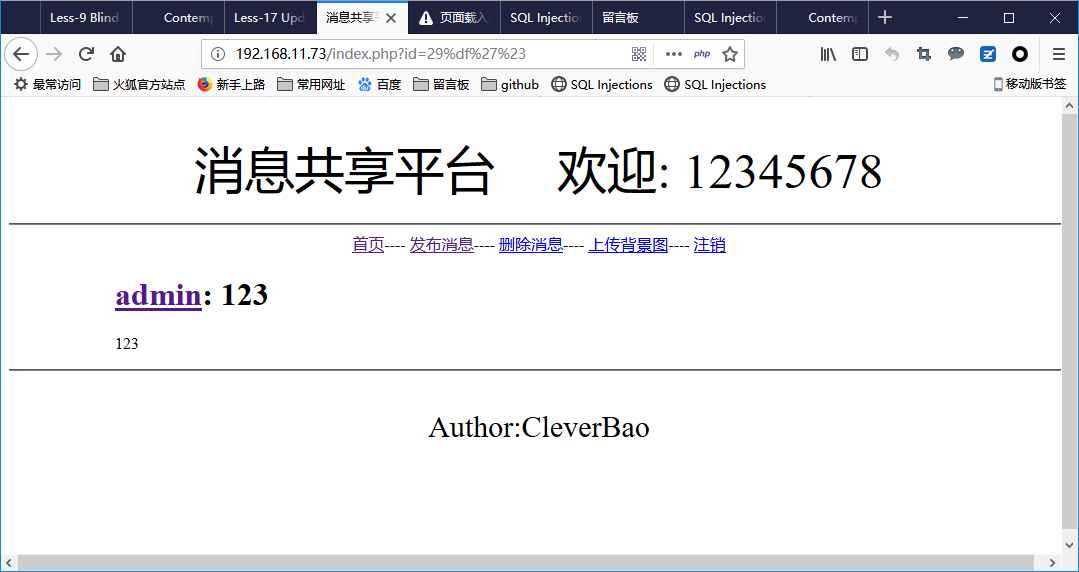 Less-9 Blind- Contemp Less-17 Upd 消息共享平 页面载入 SQL Injectio 留言板 SQL Injectio Contemp
192.168.11.73/index.php?id=29%df%27%23 php
最常访问 火狐官方站点 新手上路 常用网址 百度 留言板 github SQL Injections SQL Injections 移动版书签
消息共享平台 欢迎: 12345678
首页---- 发布消息---- 删除消息---- 上传背景图---- 注销
admin: 123
123
Author:CleverBao